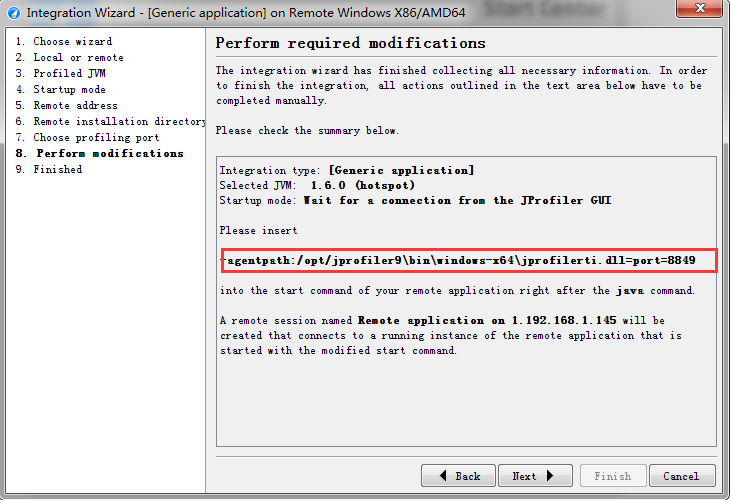 Start Center
Integration Wizard - [Generic application] on Remote Windows X86/AMD64
1. Choose wizard
2. Local or remote
3. Profiled JVM
4. Startup mode
5. Remote address
6. Remote installation directory
7. Choose profiling port
8. Perform modifications
9. Finished
Perform required modifications
The integration wizard has finished collecting all necessary information. In order
to finish the integration, all actions outlined in the text area below have to be
completed manually.
Please check the summary below.
Integration type: [Generic application]
Selected JVM: 1.6.0 (hotspot)
Startup mode: Wait for a connection from the JProfiler GUI
Please insert
-agentpath:/opt/jprofiler9\bin\windows-x64\jprofilerti.dll=port=8849
into the start command of your remote application right after the java command.
A remote session named Remote application on 1.192.168.1.145 will be
created that connects to a running instance of the remote application that is
started with the modified start command.
Back
Next
Finish
Cancel